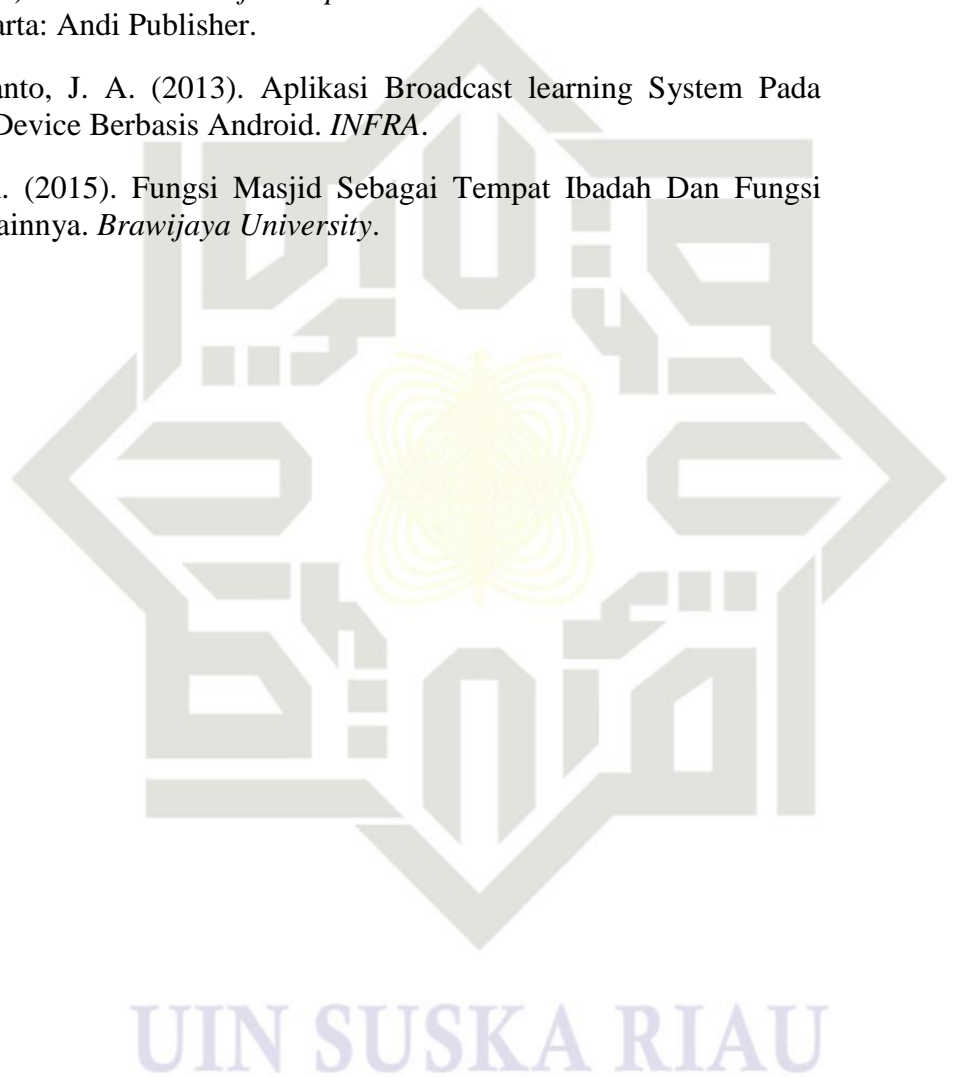 arta: Andi Publisher.
anto, J. A. (2013). Aplikasi Broadcast learning System Pada
Device Berbasis Android. INFRA.
. (2015). Fungsi Masjid Sebagai Tempat Ibadah Dan Fungsi
ainnya. Brawijaya University.
UIN SUSKA RIAU